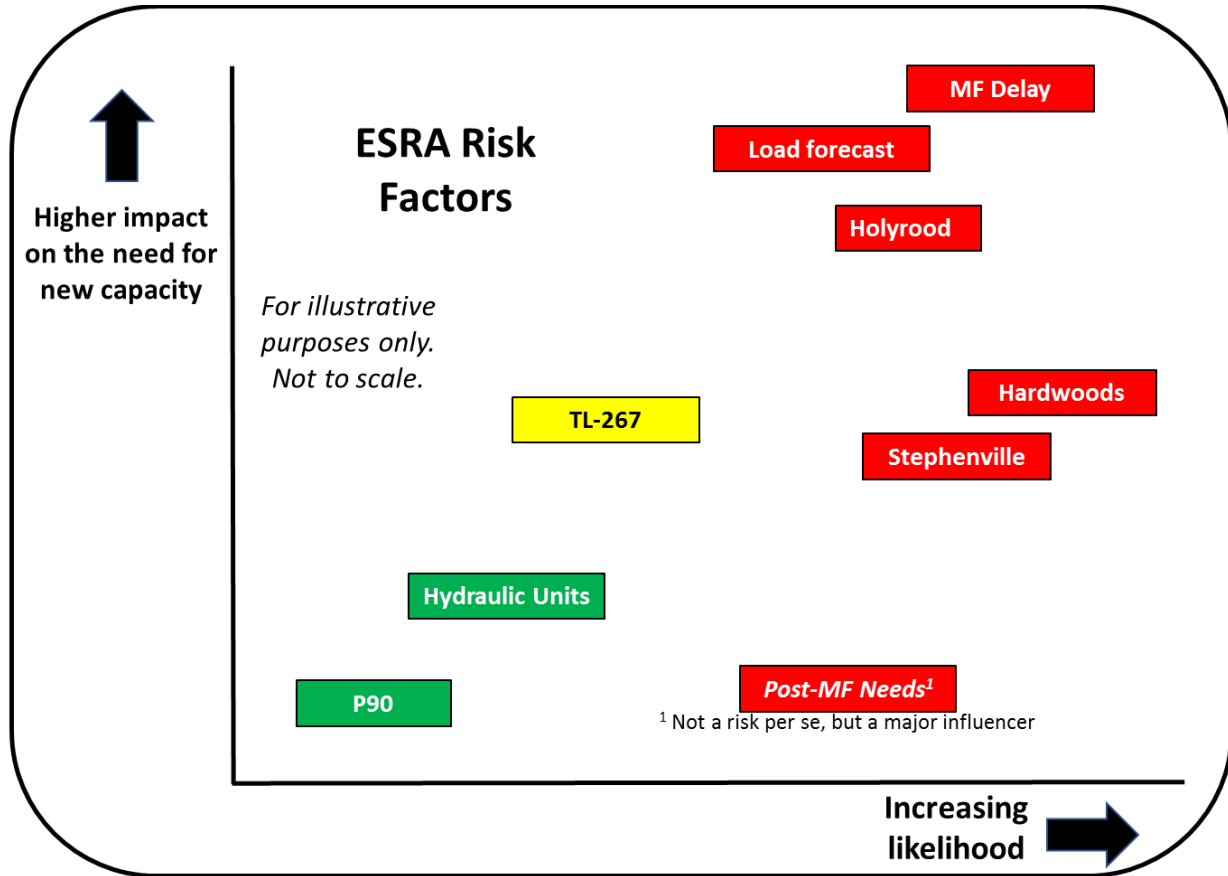 MF Delay
ESRA Risk
Factors
Load forecast
Higher impact
on the need for
new capacity
Holyrood
For illustrative
purposes only.
Not to scale.
Hardwoods
TL-267
Stephenville
Hydraulic Units
P90
Post-MF Needs¹
¹ Not a risk per se, but a major influencer
Increasing
likelihood